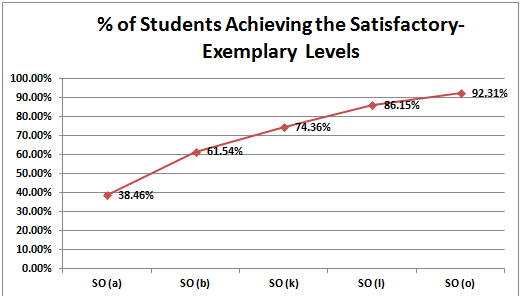 % of Students Achieving the Satisfactory-
Exemplary Levels
100.00%
90.00%
80.00%
70.00%
60.00%
50.00%
40.00%
30.00%
20.00%
10.00%
0.00%
38.46%
61.54%
74.36%
86.15%
92.31%
SO (a)
SO (b)
SO (k)
SO (l)
SO (o)